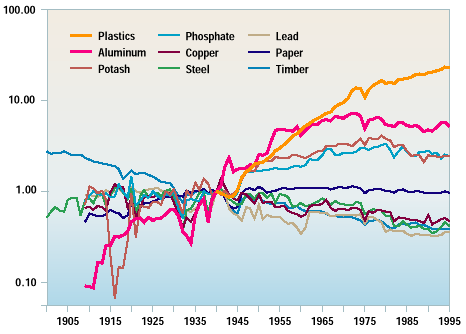 100.00
Plastics Phosphate Lead
Aluminum Copper Paper
Potash Steel Timber
10.00
1.00
0.10
1905 1915 1925 1935 1945 1955 1965 1975 1985 1995